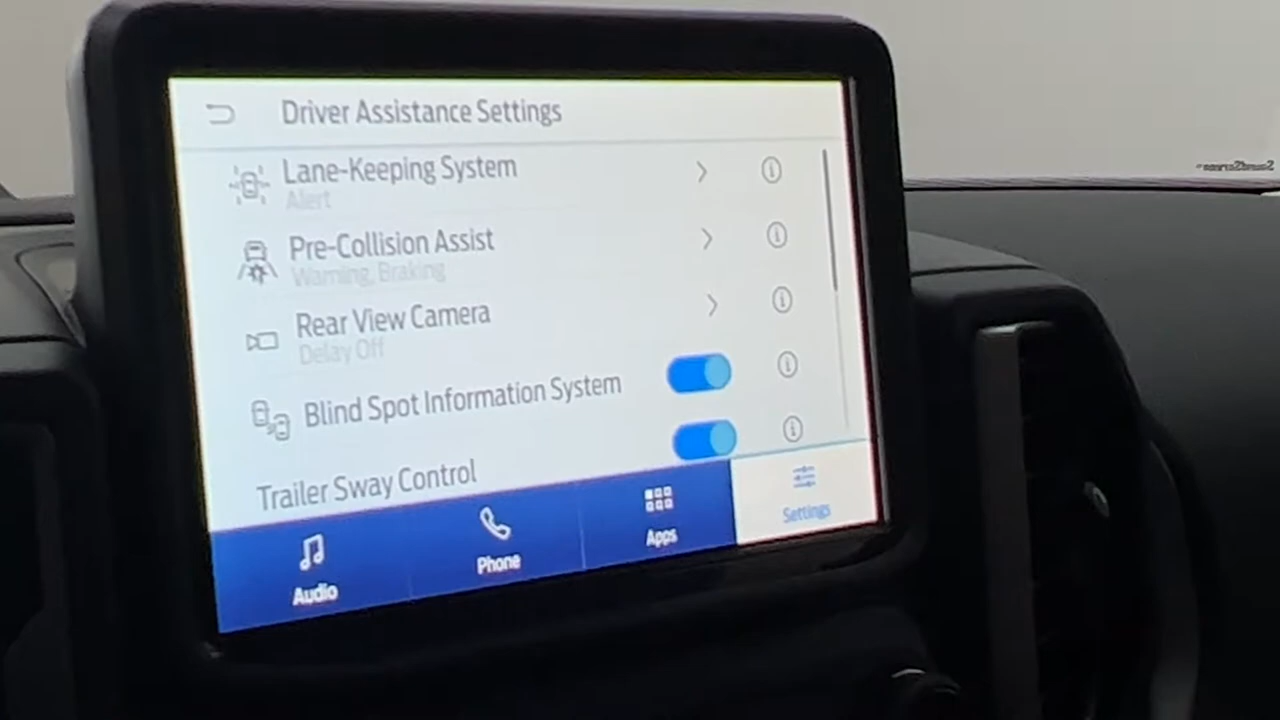 Driver Assistance Settings
Lane-Keeping System
Alert
Pre-Collision Assist
Warning, Braking
Rear View Camera
Delay Off
Blind Spot Information System
Trailer Sway Control
Audio
Phone
Apps
Settings